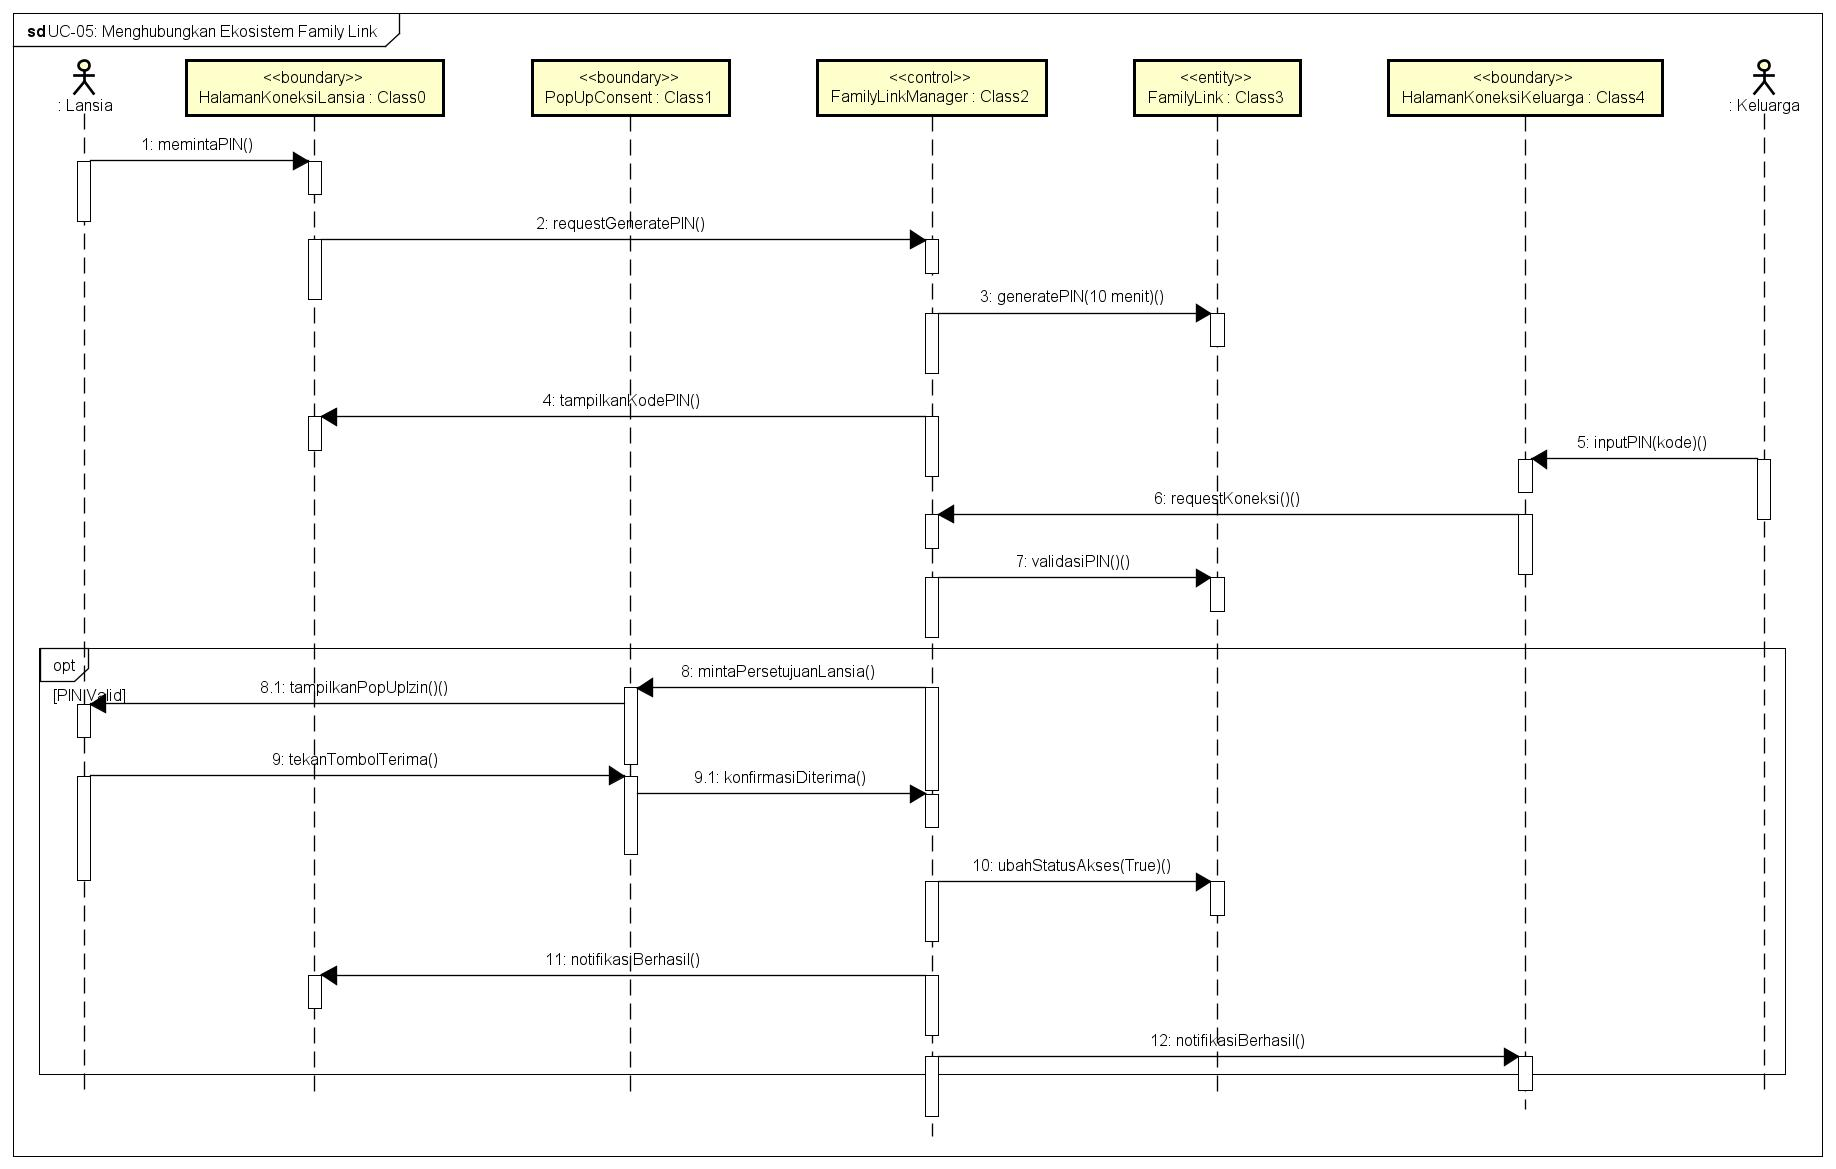 sd UC-05: Menghubungkan Ekosistem Family Link
: Lansia
<<boundary>>
HalamanKoneksiLansia : Class0
<<boundary>>
PopUpConsent : Class1
<<control>>
FamilyLinkManager : Class2
<<entity>>
FamilyLink : Class3
<<boundary>>
HalamanKoneksiKeluarga : Class4
: Keluarga
1: memintaPIN()
2: requestGeneratePIN()
3: generatePIN(10 menit)()
4: tampilkanKodePIN()
5: inputPIN(kode)()
6: requestKoneksi()()
7: validasiPIN()()
opt
[PIN Valid]
8: mintaPersetujuanLansia()
8.1: tampilkanPopUpIzin()()
9: tekanTombolTerima()
9.1: konfirmasiDiterima()
10: ubahStatusAkses(True)()
11: notifikasiBerhasil()
12: notifikasiBerhasil()